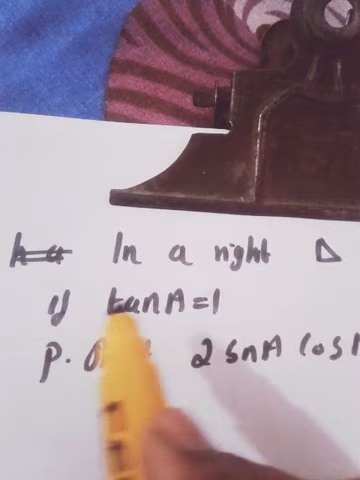 In a right △
if tanA=1
p. 2 sinA Cos